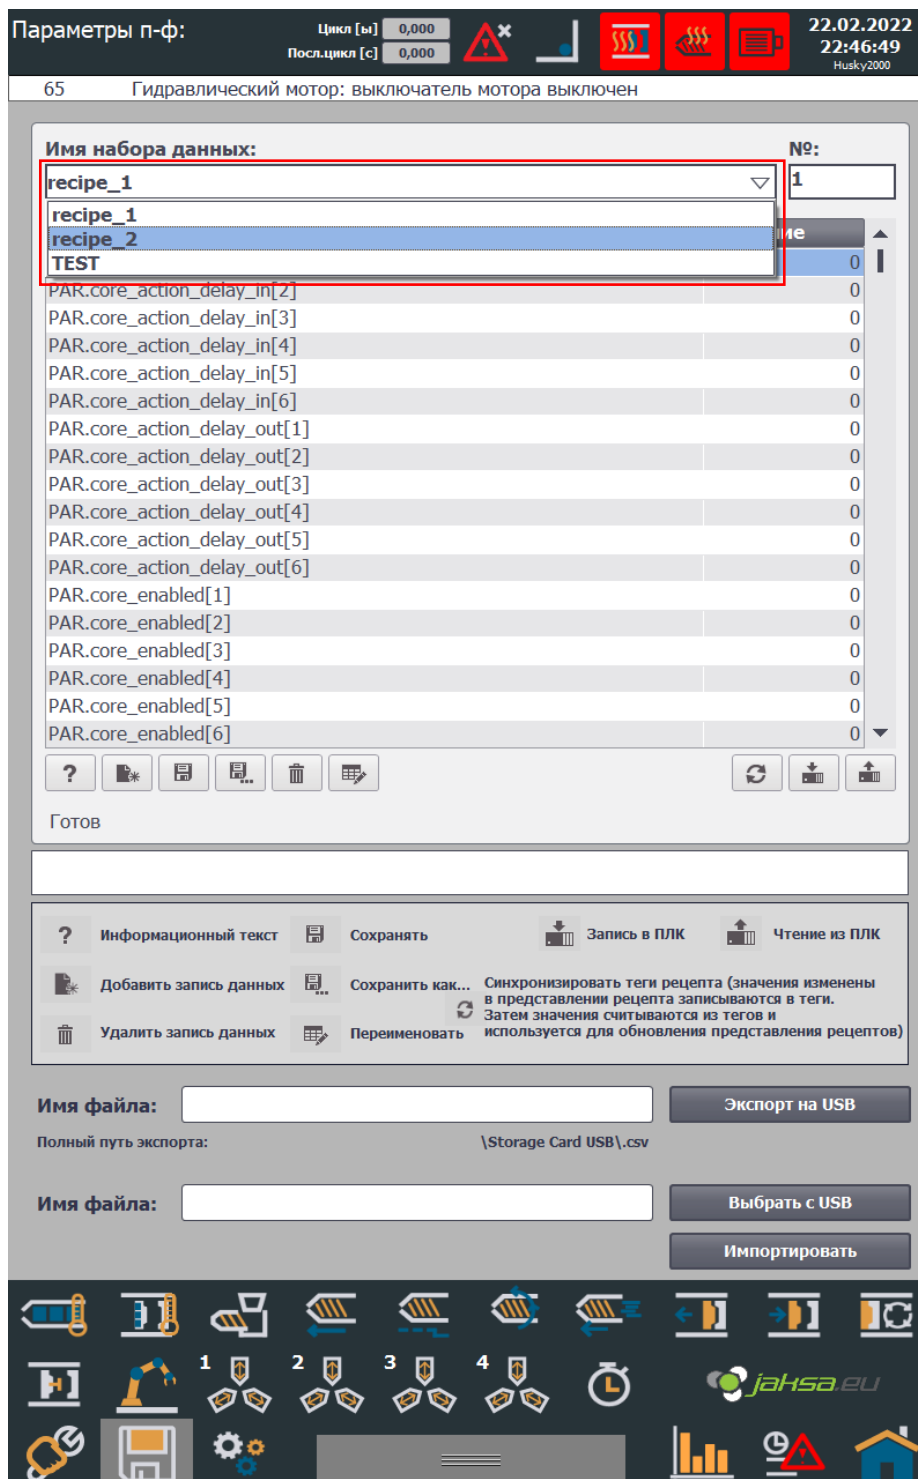 Параметры п-ф:
Цикл [ы] 0,000
Посл.цикл [с] 0,000
22.02.2022
22:46:49
Husky2000
65 Гидравлический мотор: выключатель мотора выключен
Имя набора данных: №:
recipe_1 1
recipe_1
recipe_2
TEST
ие
0
PAR.core_action_delay_in[2] 0
PAR.core_action_delay_in[3] 0
PAR.core_action_delay_in[4] 0
PAR.core_action_delay_in[5] 0
PAR.core_action_delay_in[6] 0
PAR.core_action_delay_out[1] 0
PAR.core_action_delay_out[2] 0
PAR.core_action_delay_out[3] 0
PAR.core_action_delay_out[4] 0
PAR.core_action_delay_out[5] 0
PAR.core_action_delay_out[6] 0
PAR.core_enabled[1] 0
PAR.core_enabled[2] 0
PAR.core_enabled[3] 0
PAR.core_enabled[4] 0
PAR.core_enabled[5] 0
PAR.core_enabled[6] 0
?
Готов
? Информационный текст Сохранять Запись в ПЛК Чтение из ПЛК
Добавить запись данных Сохранить как...
Удалить запись данных Переименовать
Синхронизировать теги рецепта (значения изменены
в представлении рецепта записываются в теги.
Затем значения считываются из тегов и
используется для обновления представления рецептов)
Имя файла: Экспорт на USB
Полный путь экспорта: \Storage Card USB\.csv
Имя файла: Выбрать с USB
Импортировать
1 2 3 4
jaksa.eu